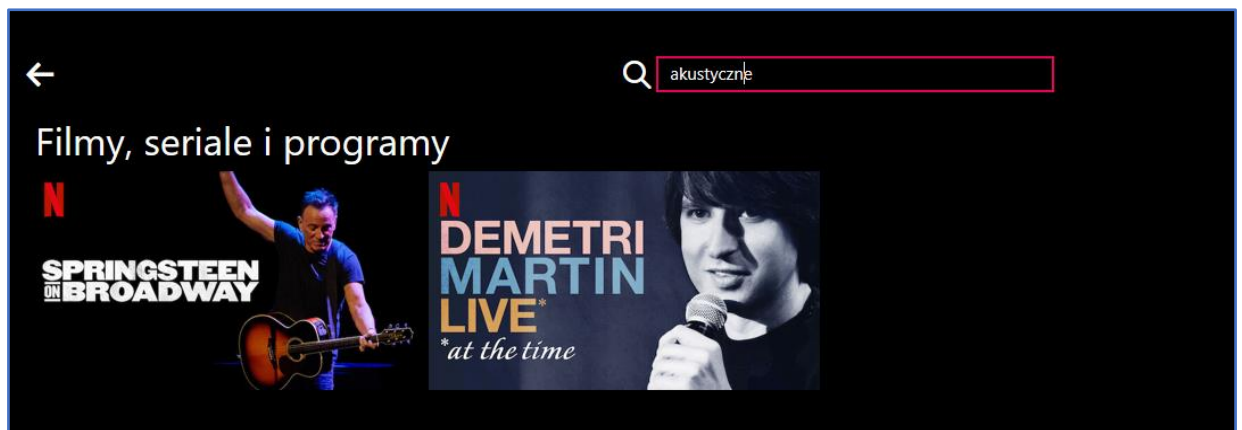 akustyczne
Filmy, seriale i programy
N
SPRINGSTEEN
ON BROADWAY
N
DEMETRI
MARTIN
LIVE*
*at the time